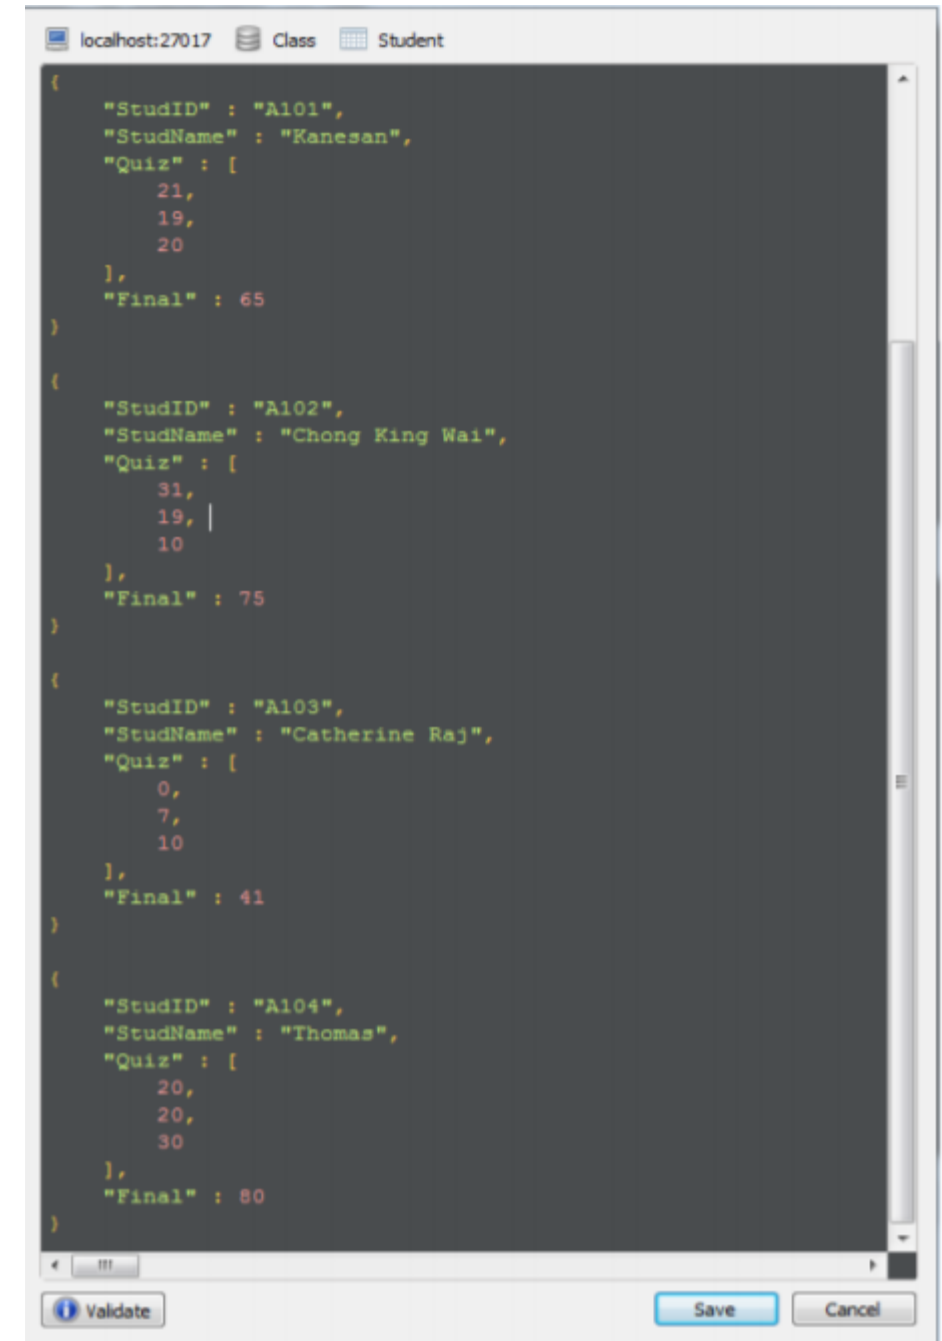 localhost:27017 Class Student
{
"StudID" : "A101",
"StudName" : "Kanesan",
"Quiz" : [
21,
19,
20
],
"Final" : 65
}
{
"StudID" : "A102",
"StudName" : "Chong King Wai",
"Quiz" : [
31,
19,
10
],
"Final" : 75
}
{
"StudID" : "A103",
"StudName" : "Catherine Raj",
"Quiz" : [
0,
7,
10
],
"Final" : 41
}
{
"StudID" : "A104",
"StudName" : "Thomas",
"Quiz" : [
20,
20,
30
],
"Final" : 80
}
Validate Save Cancel